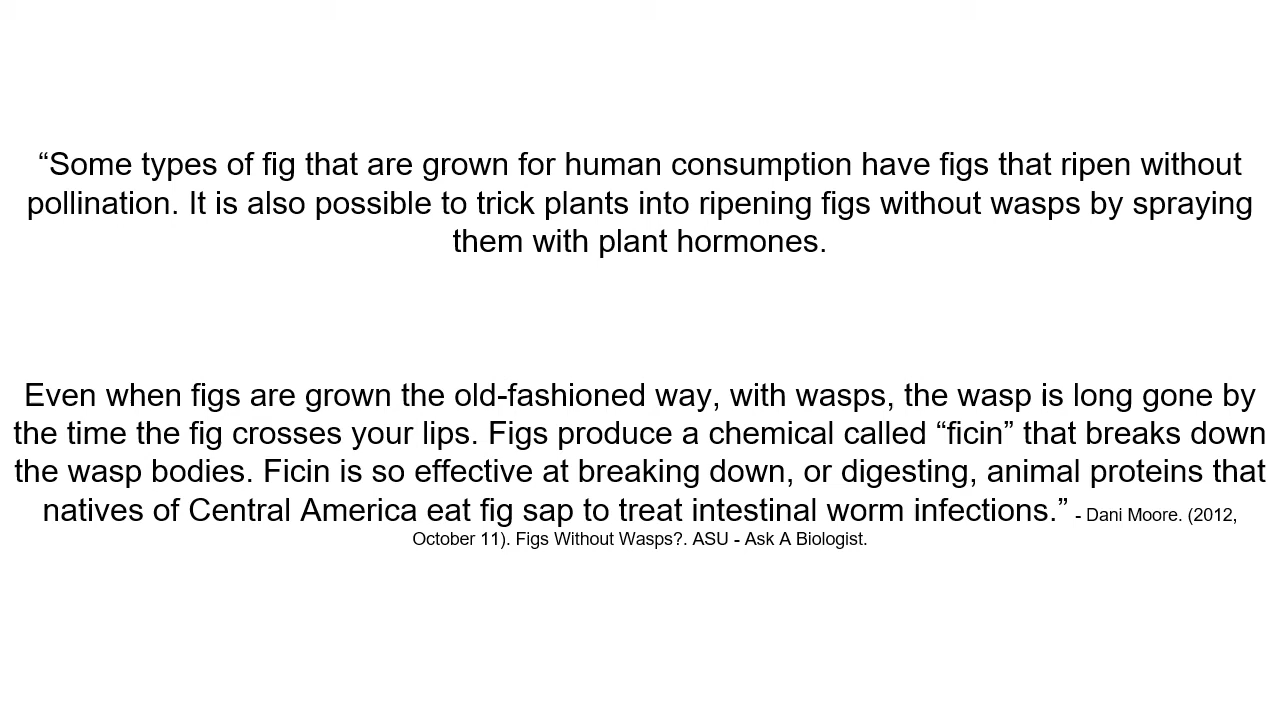 “Some types of fig that are grown for human consumption have figs that ripen without
pollination. It is also possible to trick plants into ripening figs without wasps by spraying
them with plant hormones.
Even when figs are grown the old-fashioned way, with wasps, the wasp is long gone by
the time the fig crosses your lips. Figs produce a chemical called “ficin” that breaks down
the wasp bodies. Ficin is so effective at breaking down, or digesting, animal proteins that
natives of Central America eat fig sap to treat intestinal worm infections.” - Dani Moore. (2012,
October 11). Figs Without Wasps?. ASU - Ask A Biologist.